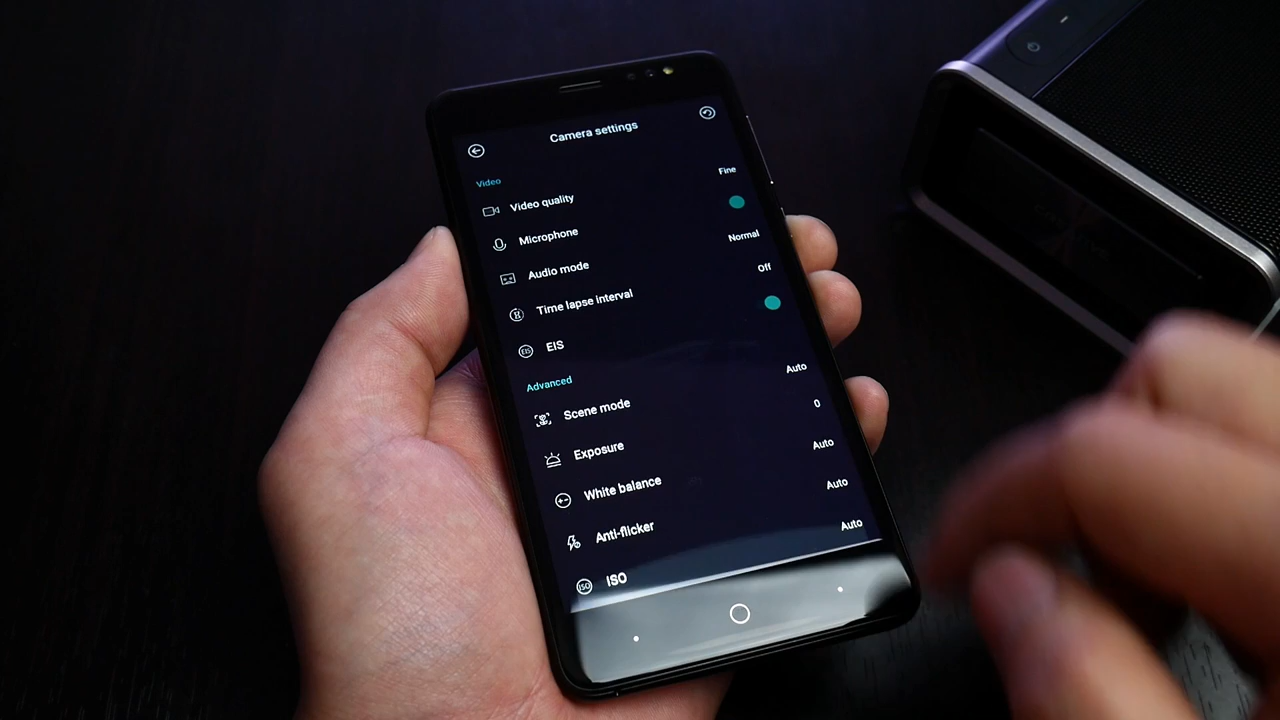 Camera settings
Video
Video quality Fine
Microphone
Audio mode Normal
Time lapse interval Off
EIS
Advanced
Scene mode Auto
Exposure 0
White balance Auto
Anti-flicker Auto
ISO Auto